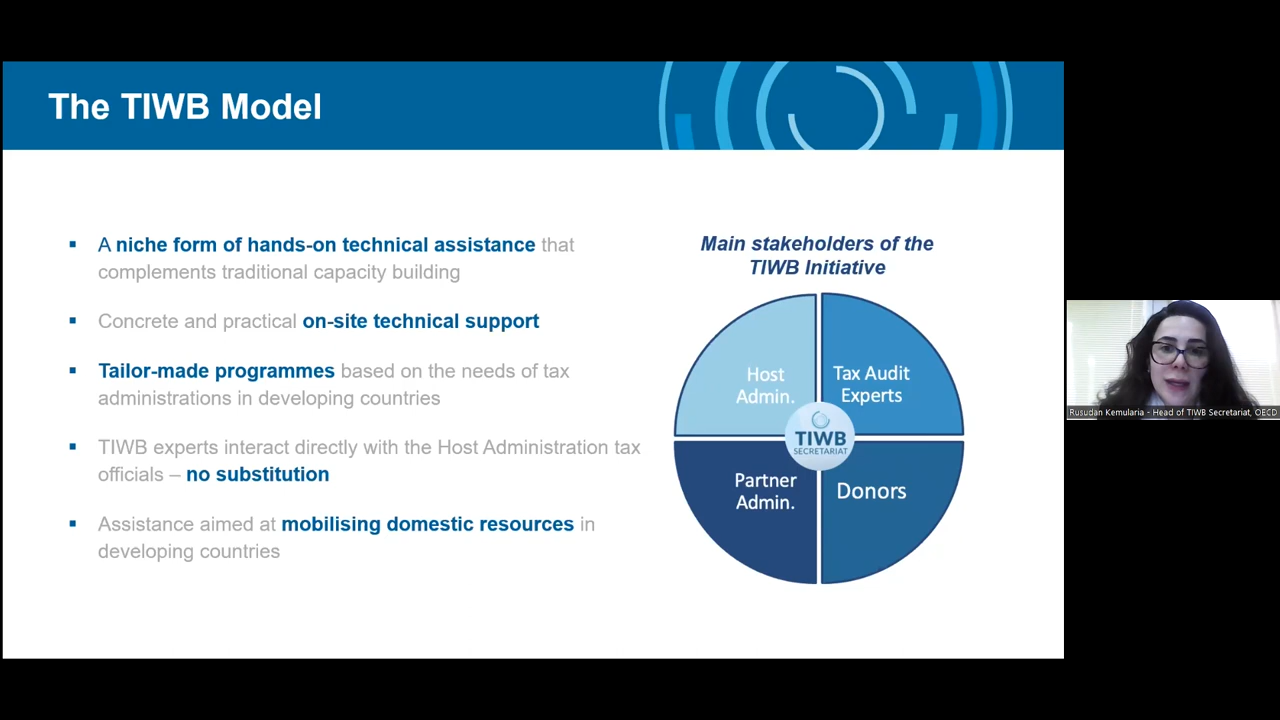 The TIWB Model
A niche form of hands-on technical assistance that
complements traditional capacity building
Concrete and practical on-site technical support
Tailor-made programmes based on the needs of tax
administrations in developing countries
TIWB experts interact directly with the Host Administration tax
officials – no substitution
Assistance aimed at mobilising domestic resources in
developing countries
Main stakeholders of the
TIWB Initiative
Host
Admin.
Tax Audit
Experts
TIWB
SECRETARIAT
Partner
Admin.
Donors
Rusudan Kemularia - Head of TIWB Secretariat, OECD